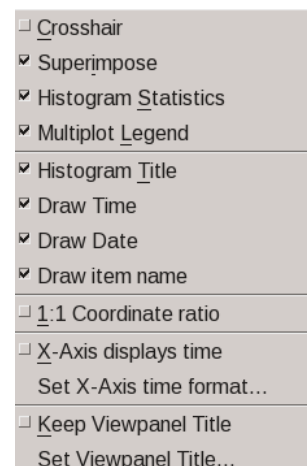 Crosshair
Superimpose
Histogram Statistics
Multiplot Legend
Histogram Title
Draw Time
Draw Date
Draw item name
1:1 Coordinate ratio
X-Axis displays time
Set X-Axis time format...
Keep Viewpanel Title
Set Viewpanel Title...